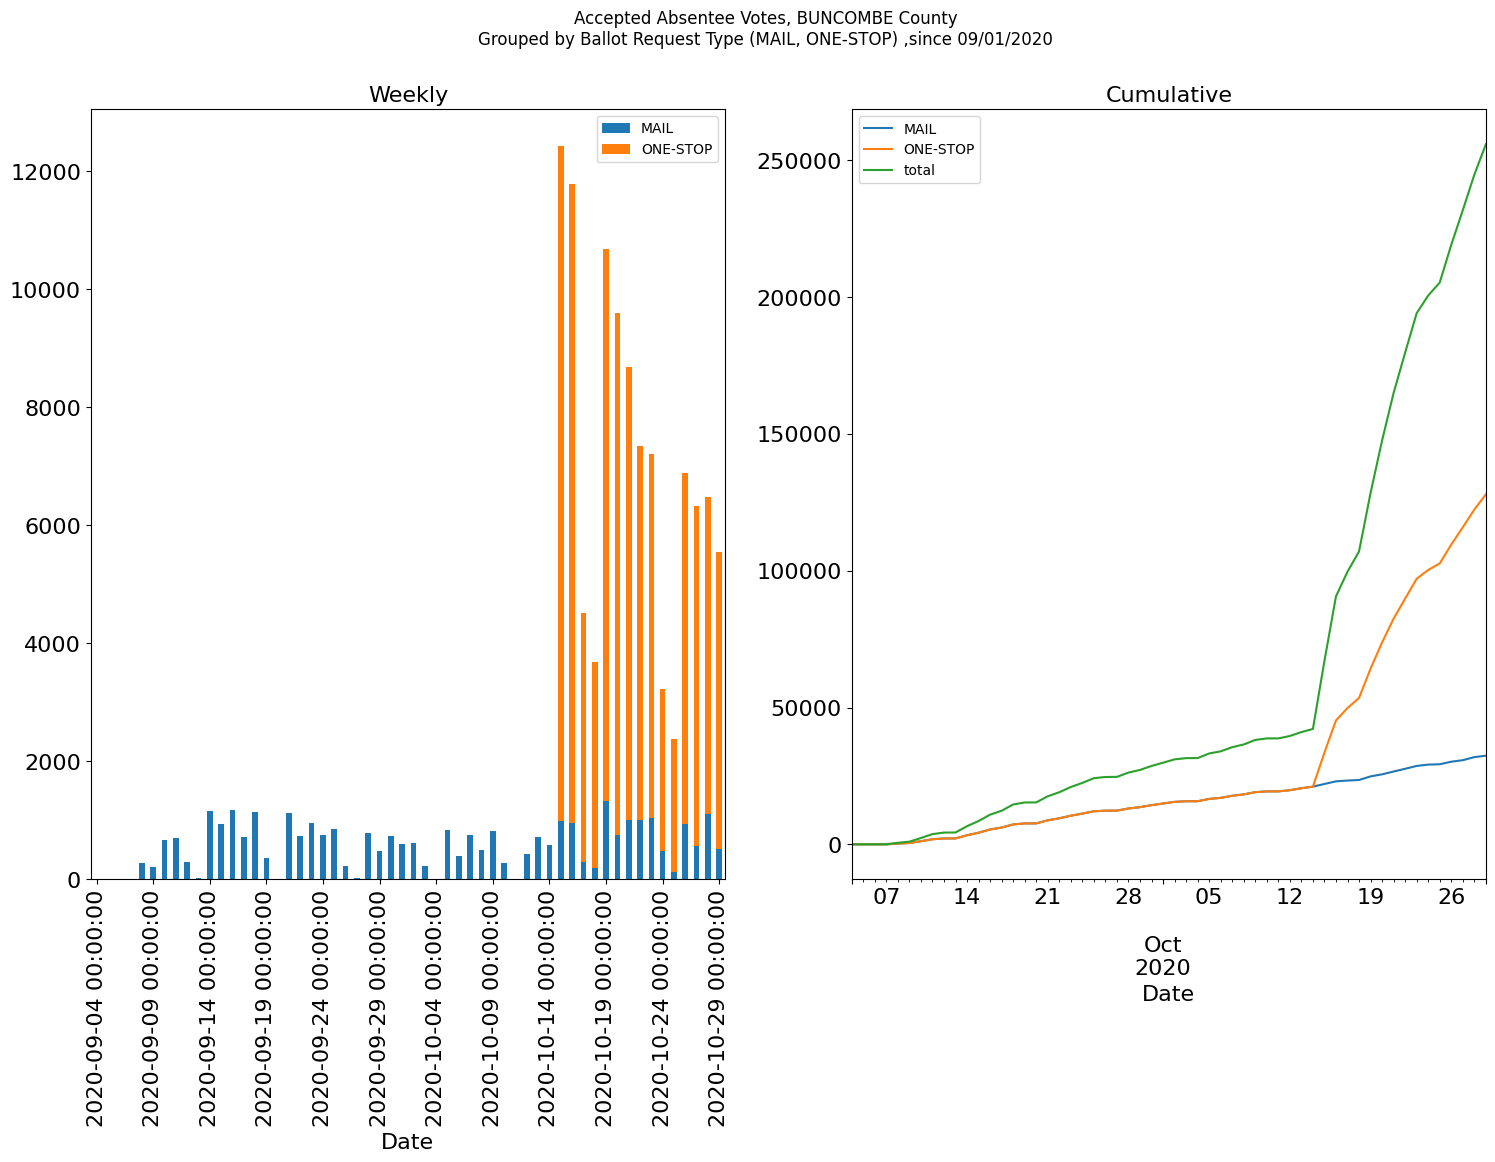 Accepted Absentee Votes, BUNCOMBE County
Grouped by Ballot Request Type (MAIL, ONE-STOP) ,since 09/01/2020
Weekly
MAIL
ONE-STOP
12000
10000
8000
6000
4000
2000
0
2020-09-04 00:00:00
2020-09-09 00:00:00
2020-09-14 00:00:00
2020-09-19 00:00:00
2020-09-24 00:00:00
2020-09-29 00:00:00
2020-10-04 00:00:00
2020-10-09 00:00:00
2020-10-14 00:00:00
2020-10-19 00:00:00
2020-10-24 00:00:00
2020-10-29 00:00:00
Date
Cumulative
MAIL
ONE-STOP
total
250000
200000
150000
100000
50000
0
07 14 21 28 05 12 19 26
Oct
2020
Date